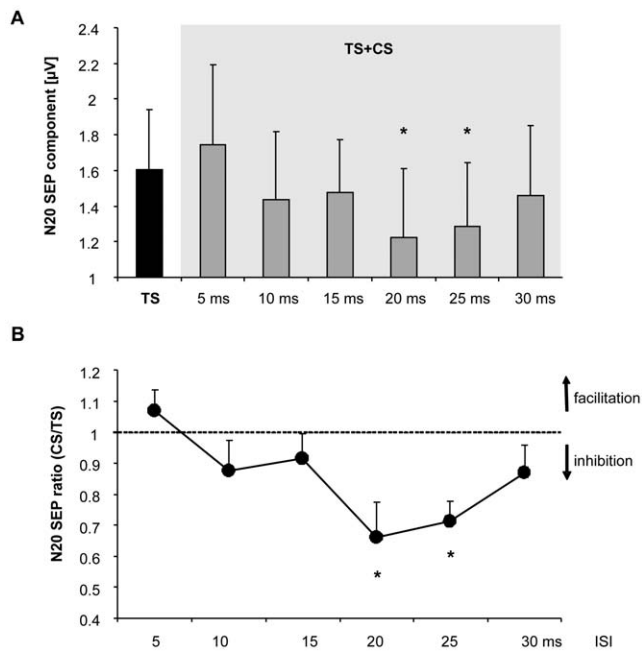 A
TS+CS
N20 SEP component [µV]
2.4
2.2
2
1.8
1.6
1.4
1.2
1
*
*
TS
5 ms
10 ms
15 ms
20 ms
25 ms
30 ms
B
N20 SEP ratio (CS/TS)
1.2
1.1
1
0.9
0.8
0.7
0.6
0.5
0.4
facilitation
inhibition
*
*
5
10
15
20
25
30 ms
ISI